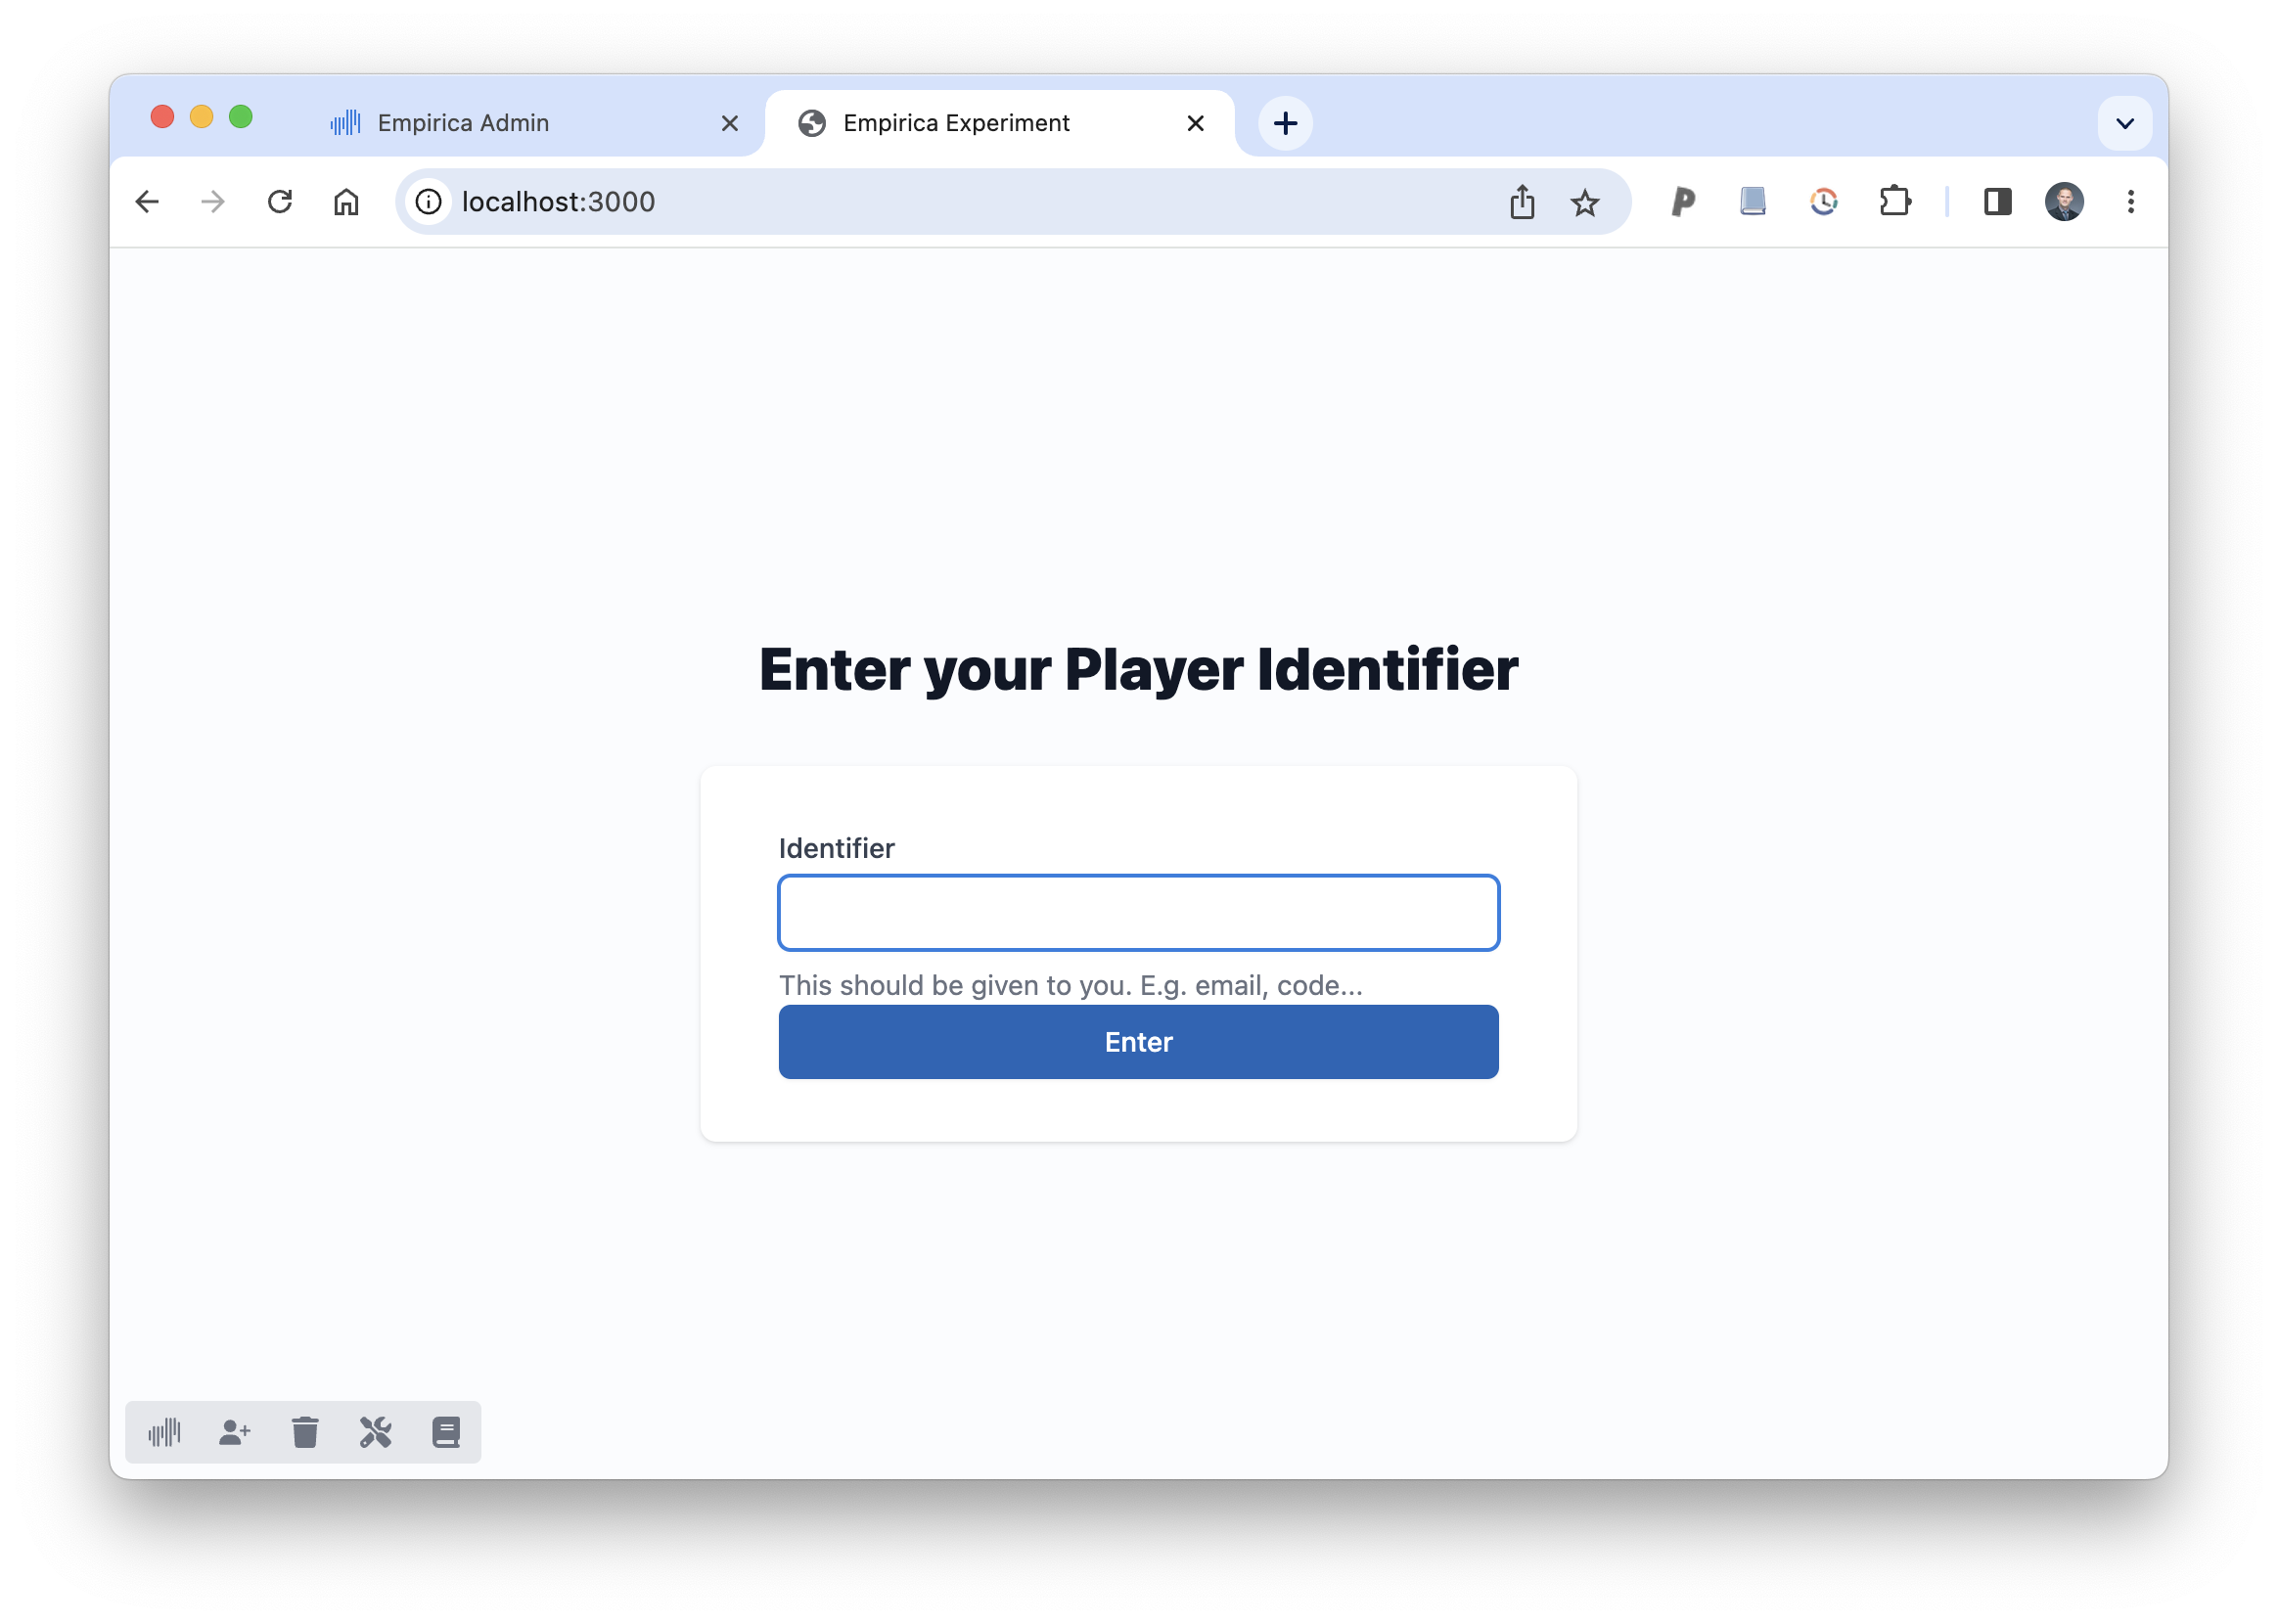 Empirica Admin
Empirica Experiment
localhost:3000
Enter your Player Identifier
Identifier
This should be given to you. E.g. email, code...
Enter